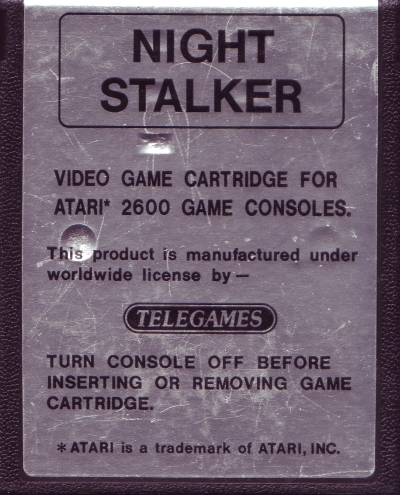 NIGHT
STALKER
VIDEO GAME CARTRIDGE FOR
ATARI* 2600 GAME CONSOLES.
This product is manufactured under
worldwide license by —
TELEGAMES
TURN CONSOLE OFF BEFORE
INSERTING OR REMOVING GAME
CARTRIDGE.
* ATARI is a trademark of ATARI, INC.